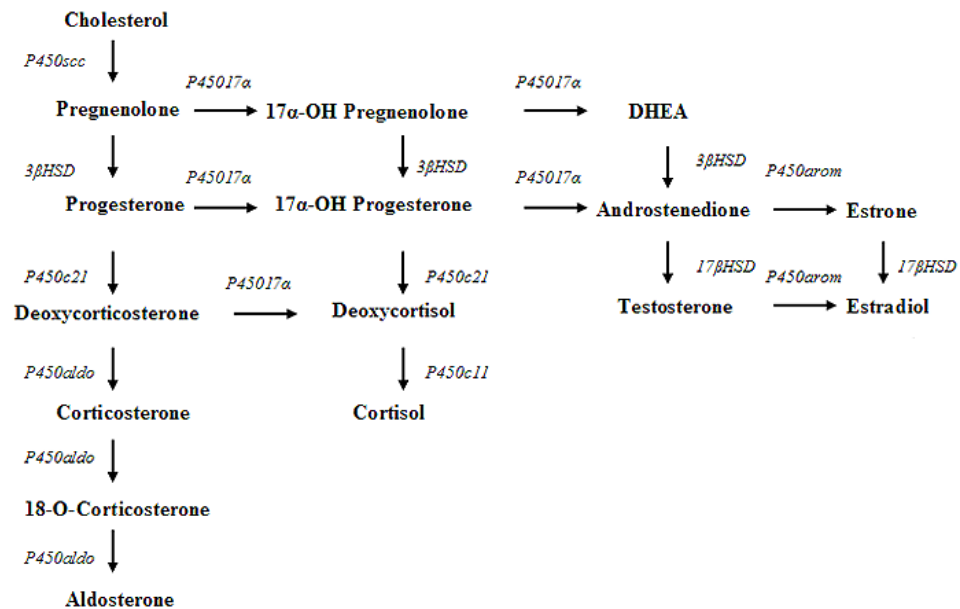 Cholesterol
P450scc
P45017α P45017α
Pregnenolone 17α-OH Pregnenolone DHEA
3βHSD 3βHSD 3βHSD
P45017α P45017α P450arom
Progesterone 17α-OH Progesterone Androstenedione Estrone
P450c21 P450c21 17βHSD 17βHSD
P45017α P450arom
Deoxycorticosterone Deoxycortisol Testosterone Estradiol
P450aldo P450c11
Corticosterone Cortisol
P450aldo
18-O-Corticosterone
P450aldo
Aldosterone